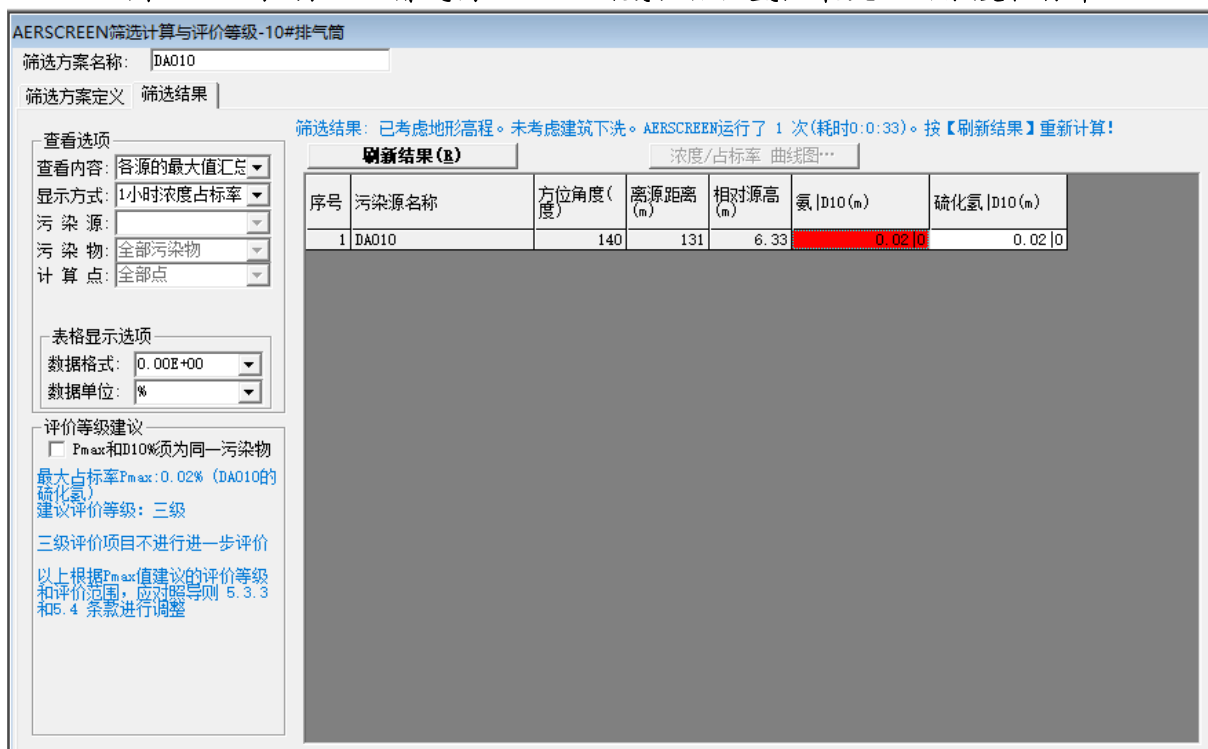 AERSCREEN筛选计算与评价等级-10#排气筒
筛选方案名称: DA010
筛选方案定义 筛选结果
筛选结果: 已考虑地形高程。未考虑建筑下洗。AERSCREEN运行了 1 次(耗时0:0:33)。按【刷新结果】重新计算!
查看选项
查看内容: 各源的最大值汇总
显示方式: 1小时浓度占标率
污 染 源:
污 染 物: 全部污染物
计 算 点: 全部点
刷新结果(R) 浓度/占标率 曲线图…
序号 污染源名称 方位角度(度) 离源距离(m) 相对源高(m) 氨|D10(m) 硫化氢|D10(m)
1 DA010 140 131 6.33 0.02|0 0.02|0
表格显示选项
数据格式: 0.00E+00
数据单位: %
评价等级建议
Pmax和D10%须为同一污染物
最大占标率Pmax:0.02% (DA010的
硫化氢)
建议评价等级: 三级
三级评价项目不进行进一步评价
以上根据Pmax值建议的评价等级
和评价范围,应对照导则 5.3.3
和5.4 条款进行调整